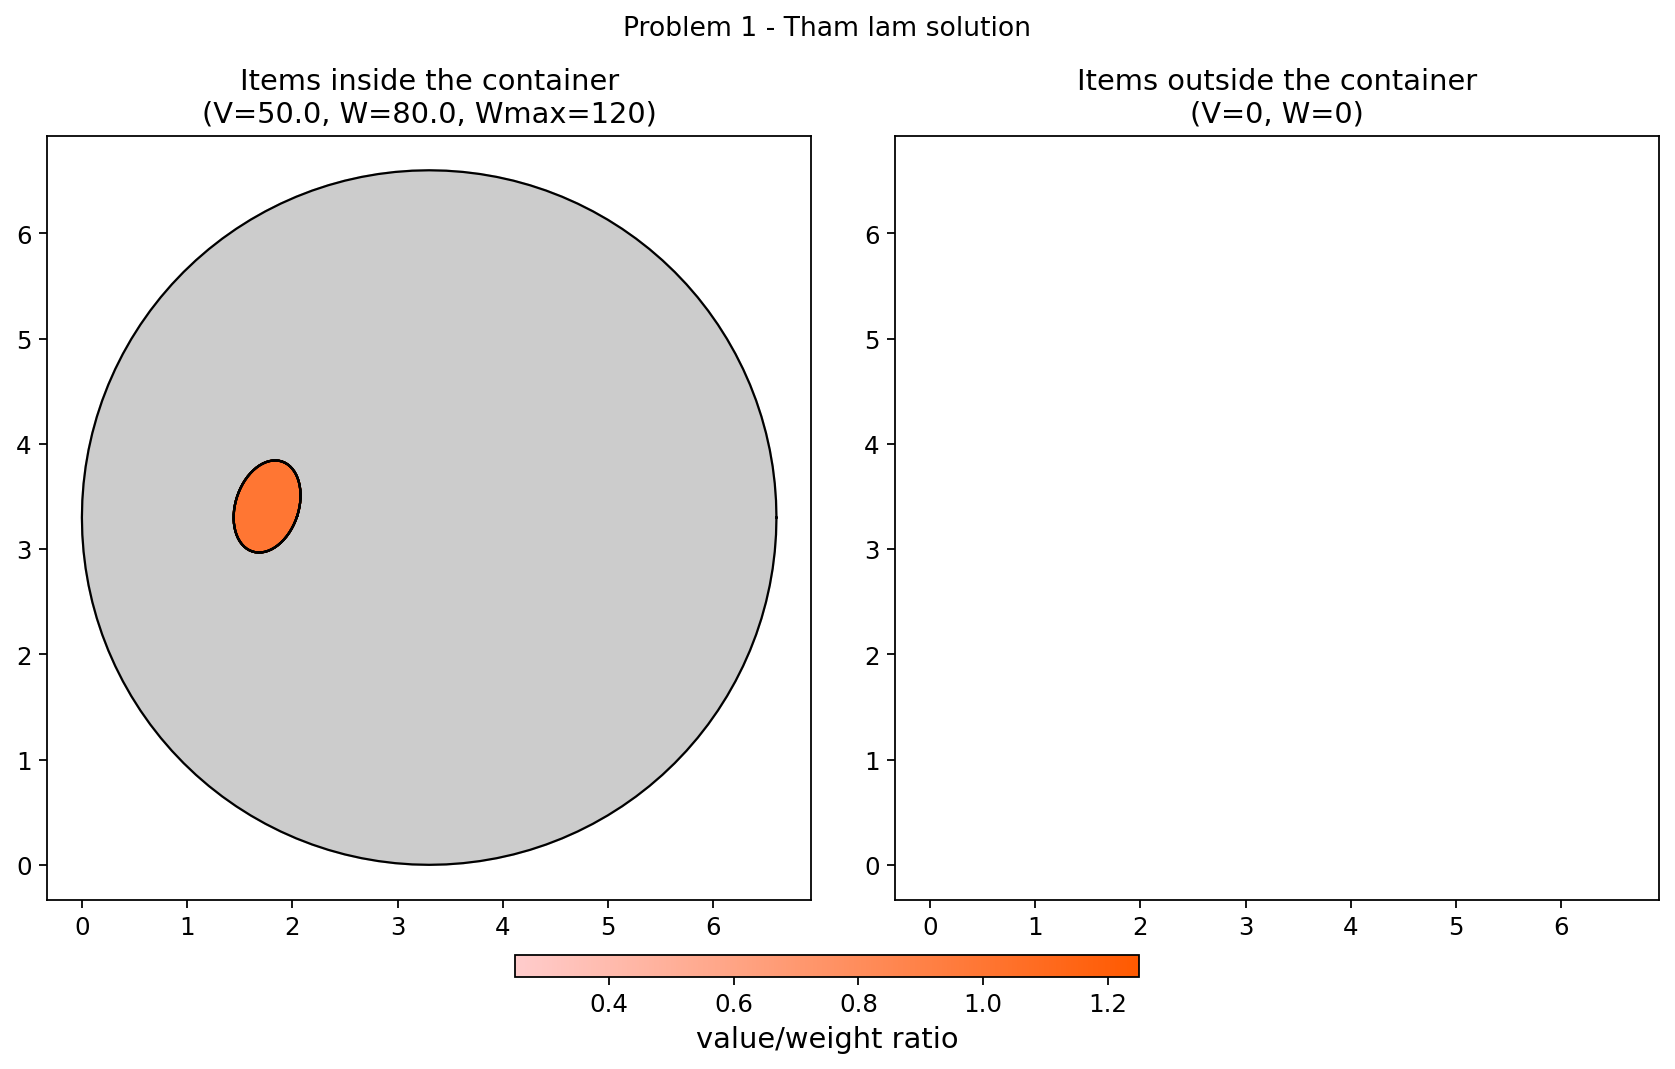 Problem 1 - Tham lam solution
Items inside the container
(V=50.0, W=80.0, Wmax=120)
Items outside the container
(V=0, W=0)
6
5
4
3
2
1
0
0 1 2 3 4 5 6
6
5
4
3
2
1
0
0 1 2 3 4 5 6
0.4 0.6 0.8 1.0 1.2
value/weight ratio